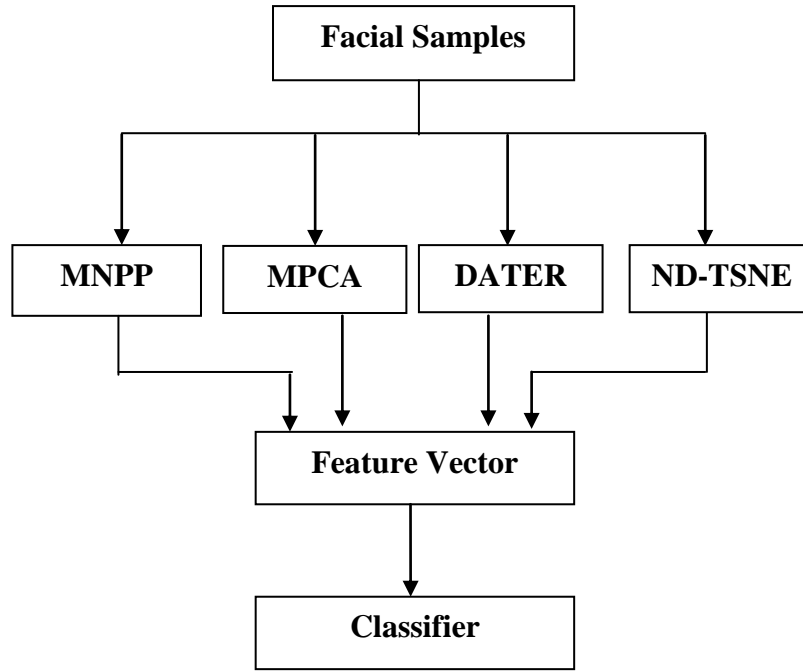 Facial Samples
MNPP
MPCA
DATER
ND-TSNE
Feature Vector
Classifier